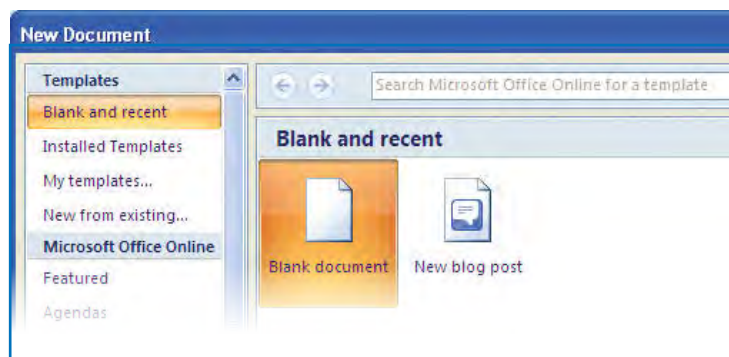 New Document
Templates
Blank and recent
Installed Templates
My templates...
New from existing...
Microsoft Office Online
Featured
Agendas
Search Microsoft Office Online for a template
Blank and recent
Blank document
New blog post